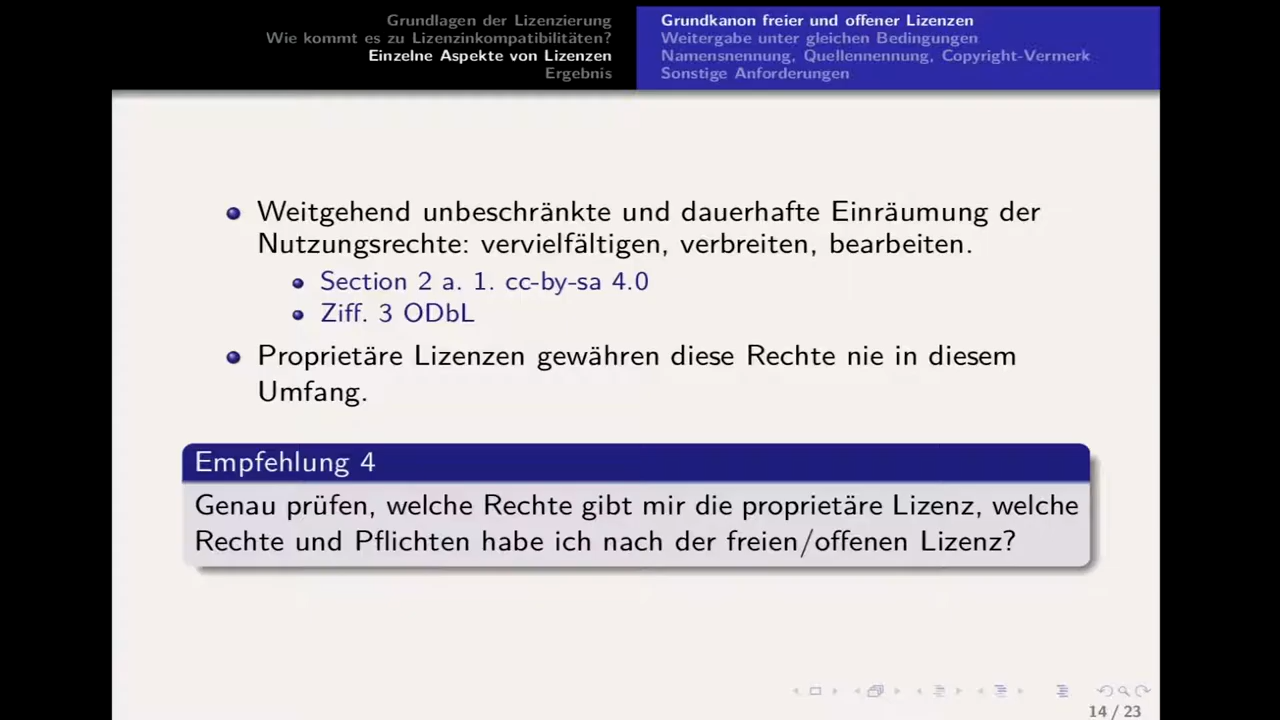 Grundlagen der Lizenzierung
Wie kommt es zu Lizenzinkompatibilitäten?
Einzelne Aspekte von Lizenzen
Ergebnis
Grundkanon freier und offener Lizenzen
Weitergabe unter gleichen Bedingungen
Namensnennung, Quellennennung, Copyright-Vermerk
Sonstige Anforderungen
Weitgehend unbeschränkte und dauerhafte Einräumung der
Nutzungsrechte: vervielfältigen, verbreiten, bearbeiten.
Section 2 a. 1. cc-by-sa 4.0
Ziff. 3 ODbL
Proprietäre Lizenzen gewähren diese Rechte nie in diesem
Umfang.
Empfehlung 4
Genau prüfen, welche Rechte gibt mir die proprietäre Lizenz, welche
Rechte und Pflichten habe ich nach der freien/offenen Lizenz?
14 / 23